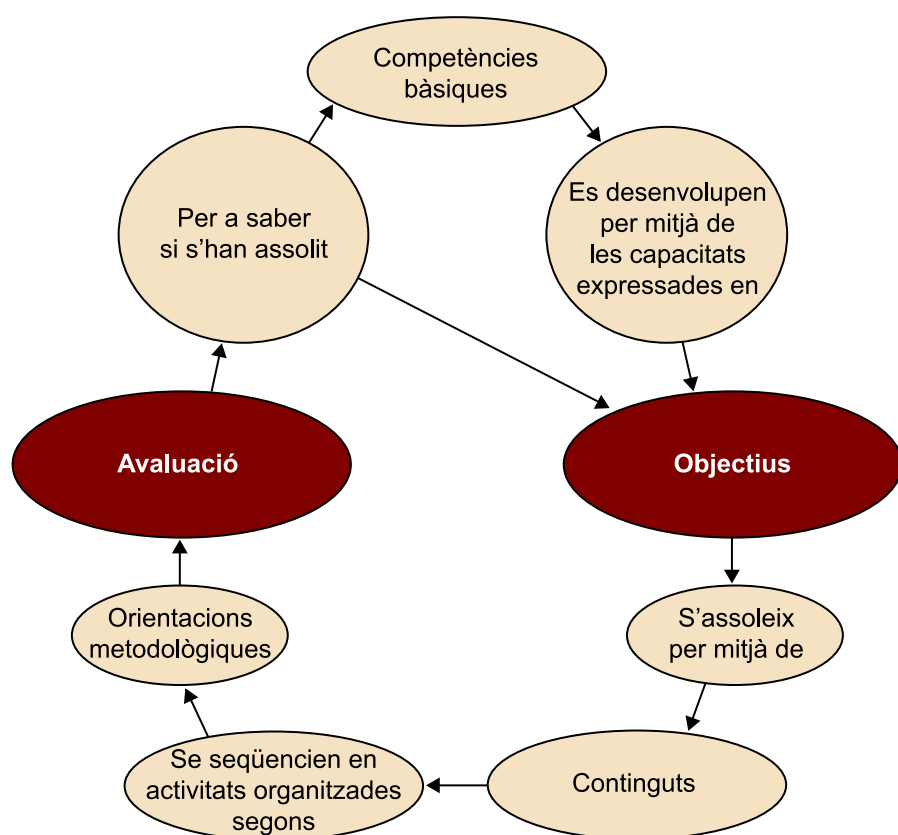 Competències
bàsiques
Es desenvolupen
per mitjà de
les capacitats
expressades en
Per a saber
si s’han assolit
Avaluació
Objectius
Orientacions
metodològiques
S’assoleix
per mitjà de
Se seqüencien en
activitats organitzades
segons
Continguts